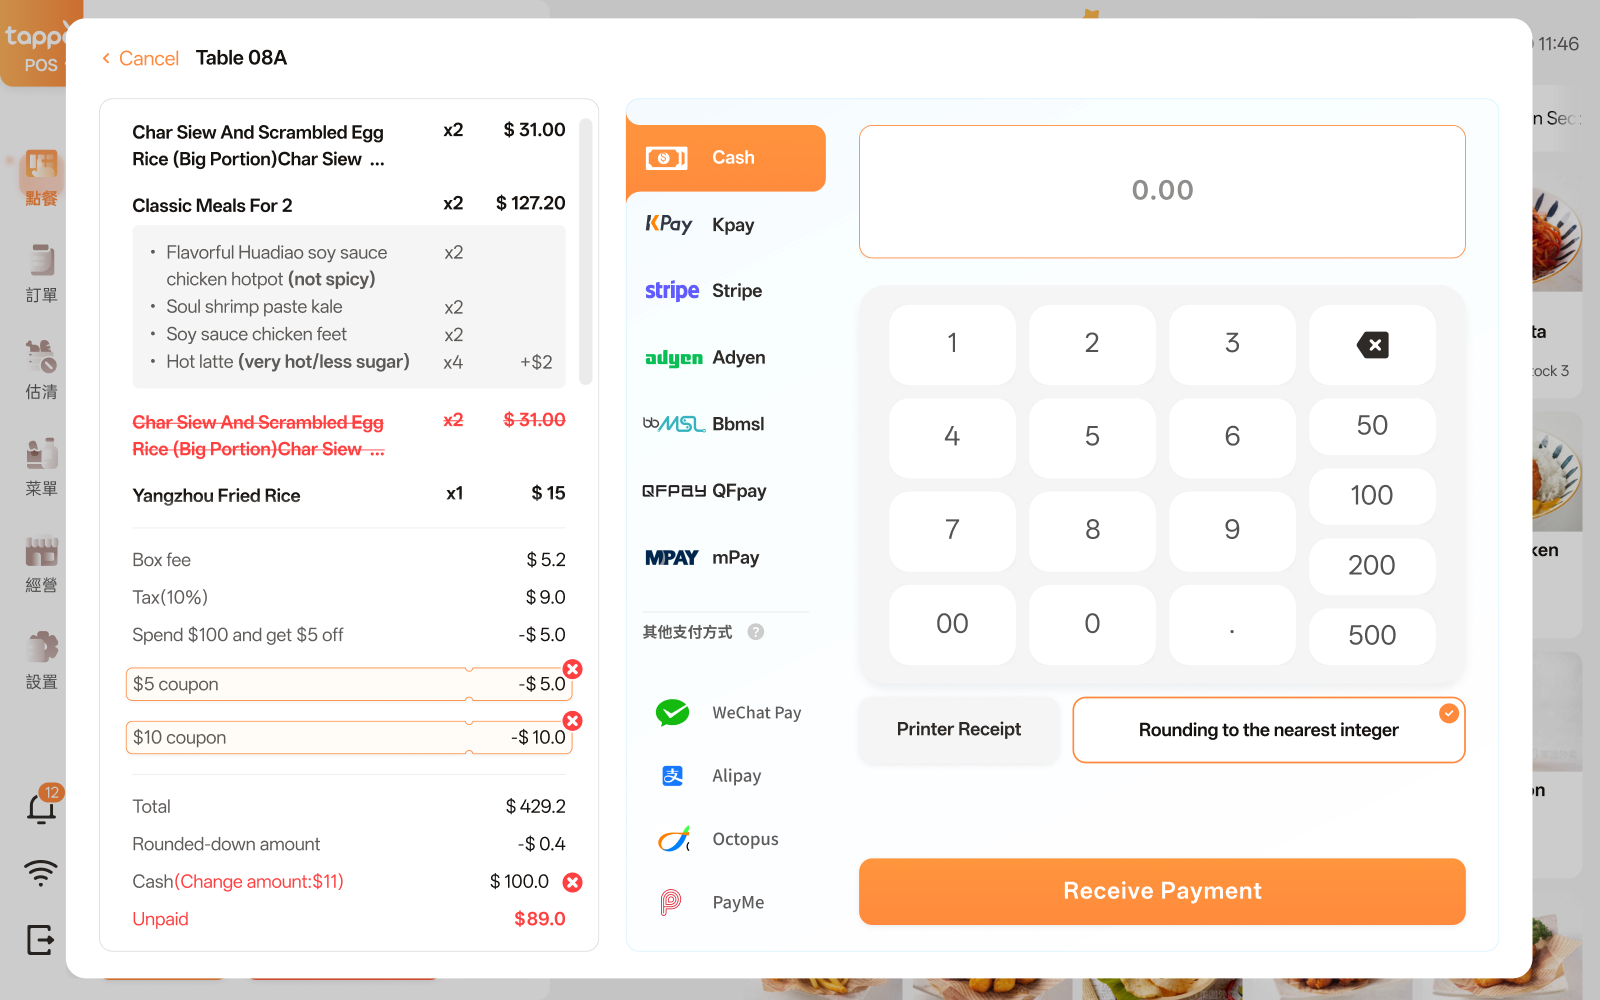 tapp
POS
‹ Cancel
Table 08A
11:46
點餐
訂單
估清
菜單
經營
設置
12
Char Siew And Scrambled Egg x2 $ 31.00
Rice (Big Portion)Char Siew ...
Classic Meals For 2 x2 $ 127.20
• Flavorful Huadiao soy sauce x2
chicken hotpot (not spicy)
• Soul shrimp paste kale x2
• Soy sauce chicken feet x2
• Hot latte (very hot/less sugar) x4 +$2
Char Siew And Scrambled Egg x2 $ 31.00
Rice (Big Portion)Char Siew ...
Yangzhou Fried Rice x1 $ 15
Box fee $ 5.2
Tax(10%) $ 9.0
Spend $100 and get $5 off -$ 5.0
$5 coupon -$ 5.0
$10 coupon -$ 10.0
Total $ 429.2
Rounded-down amount -$ 0.4
Cash(Change amount:$11) $ 100.0
Unpaid $89.0
Cash
KPay Kpay
stripe Stripe
adyen Adyen
bbMSL Bbmsl
QFPAY QFpay
MPAY mPay
其他支付方式 ?
WeChat Pay
支 Alipay
Octopus
PayMe
0.00
1 2 3
4 5 6 50
7 8 9 100
00 0 . 200
500
Printer Receipt
Rounding to the nearest integer
Receive Payment
n Sec
ta
ock 3
ken
on